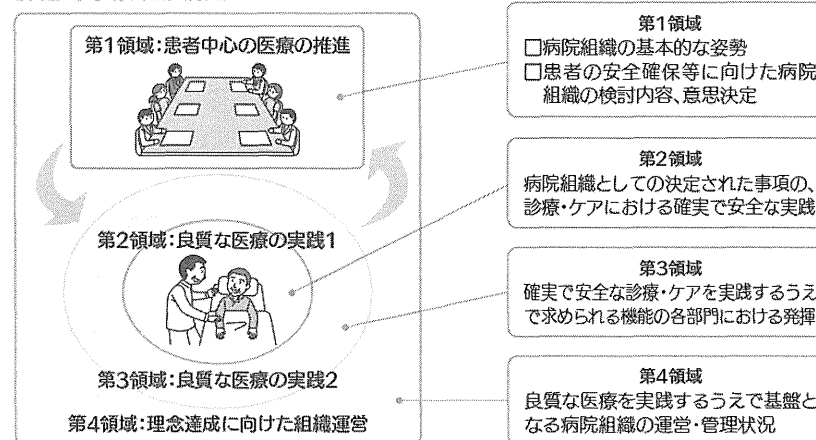 第1領域:患者中心の医療の推進
第2領域:良質な医療の実践1
第3領域:良質な医療の実践2
第4領域:理念達成に向けた組織運営
第1領域
□病院組織の基本的な姿勢
□患者の安全確保等に向けた病院
組織の検討内容、意思決定
第2領域
病院組織としての決定された事項の、
診療・ケアにおける確実で安全な実践
第3領域
確実で安全な診療・ケアを実践するうえ
で求められる機能の各部門における発揮
第4領域
良質な医療を実践するうえで基盤と
なる病院組織の運営・管理状況